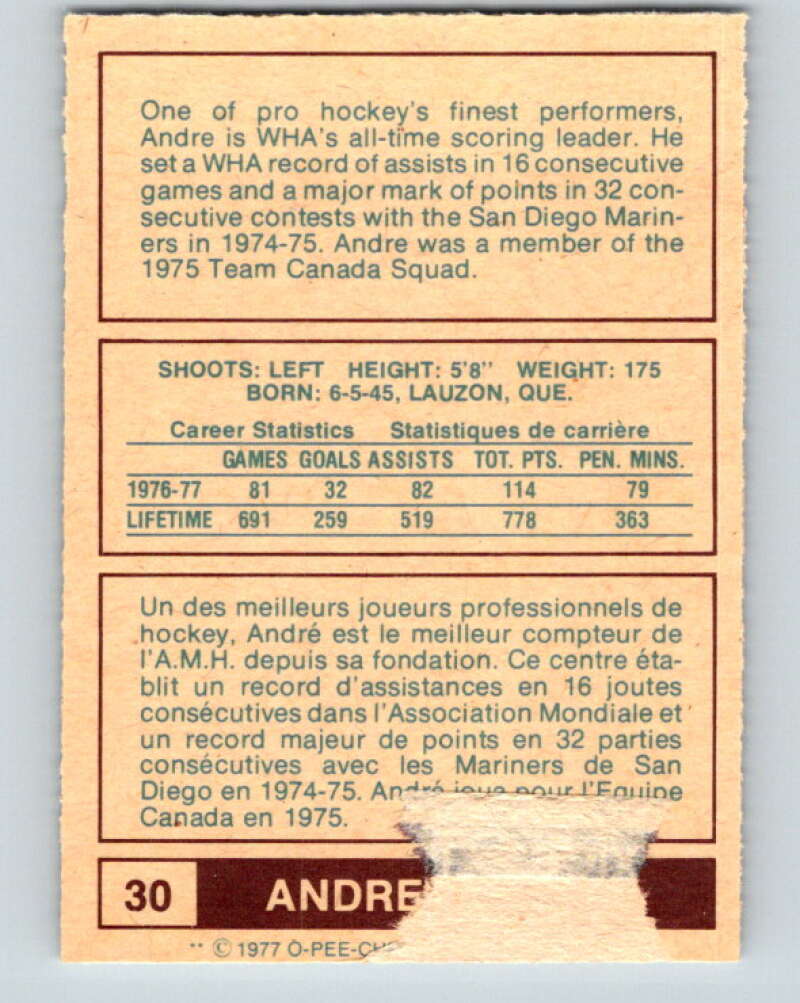 One of pro hockey's finest performers,
Andre is WHA's all-time scoring leader. He
set a WHA record of assists in 16 consecutive
games and a major mark of points in 32 con-
secutive contests with the San Diego Marin-
ers in 1974-75. Andre was a member of the
1975 Team Canada Squad.
SHOOTS: LEFT HEIGHT: 5'8" WEIGHT: 175
BORN: 6-5-45, LAUZON, QUE.
Career Statistics Statistiques de carrière
GAMES GOALS ASSISTS TOT. PTS. PEN. MINS.
1976-77 81 32 82 114 79
LIFETIME 691 259 519 778 363
Un des meilleurs joueurs professionnels de
hockey, André est le meilleur compteur de
l'A.M.H. depuis sa fondation. Ce centre éta-
blit un record d'assistances en 16 joutes
consécutives dans l'Association Mondiale et
un record majeur de points en 32 parties
consécutives avec les Mariners de San
Diego en 1974-75. André joua pour l'Equipe
Canada en 1975.
30 ANDRE
** © 1977 O-PEE-CH